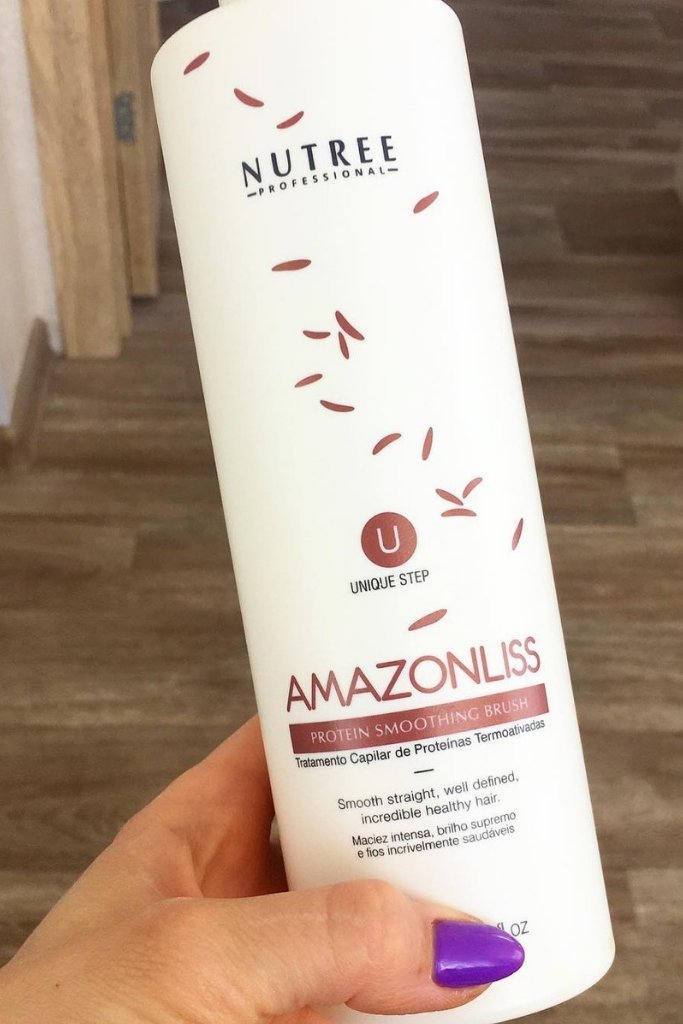 NUTREE
PROFESSIONAL
U
UNIQUE STEP
AMAZONLISS
PROTEIN SMOOTHING BRUSH
Tratamento Capilar de Proteínas Termoativadas
Smooth straight, well defined,
incredible healthy hair.
Maciez intensa, brilho supremo
e fios incrivelmente saudáveis
OZ